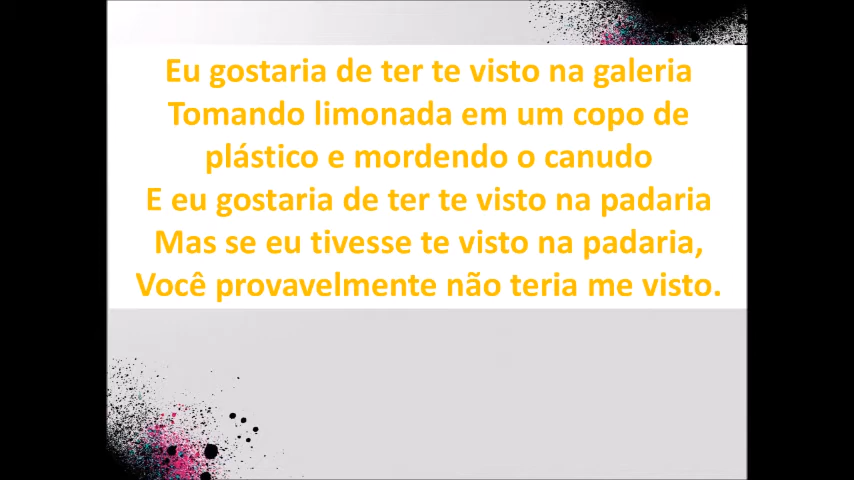 Eu gostaria de ter te visto na galeria
Tomando limonada em um copo de
plástico e mordendo o canudo
E eu gostaria de ter te visto na padaria
Mas se eu tivesse te visto na padaria,
Você provavelmente não teria me visto.